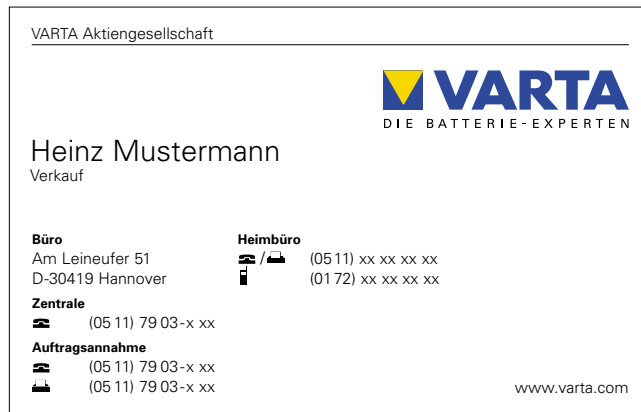 VARTA Aktiengesellschaft
VARTA
DIE BATTERIE-EXPERTEN
Heinz Mustermann
Verkauf
Büro
Am Leineufer 51
D-30419 Hannover
Zentrale
(05 11) 79 03-x xx
Auftragsannahme
(05 11) 79 03-x xx
(05 11) 79 03-x xx
Heimbüro
/ (05 11) xx xx xx xx
(01 72) xx xx xx xx
www.varta.com